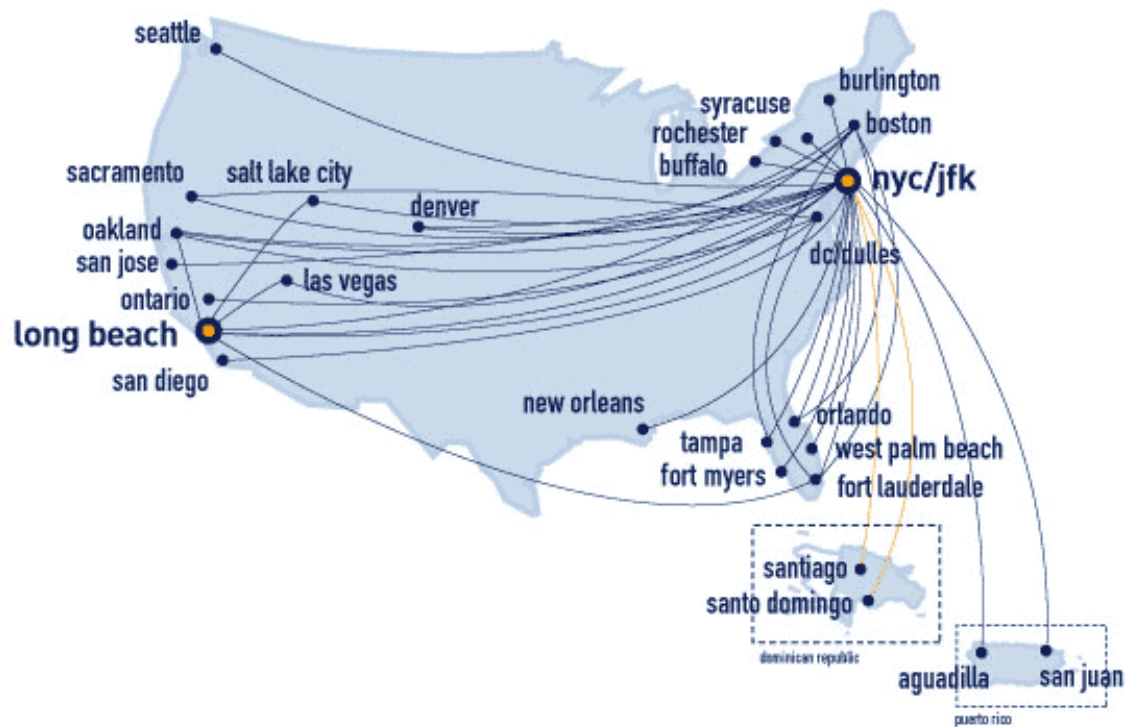 seattle
burlington
syracuse
boston
rochester
buffalo
sacramento
salt lake city
nyc/jfk
denver
oakland
dc/dulles
san jose
las vegas
ontario
long beach
san diego
new orleans
orlando
tampa
west palm beach
fort myers
fort lauderdale
santiago
santo domingo
dominican republic
aguadilla
san juan
puerto rico